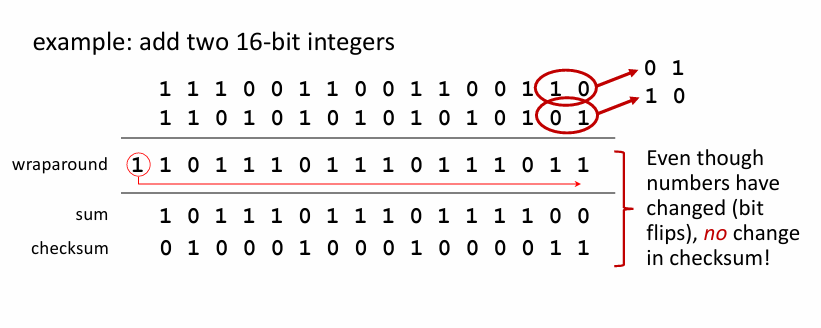 example: add two 16-bit integers
1 1 1 0 0 1 1 0 0 1 1 0 0 1 1 0
0 1
1 1 0 1 0 1 0 1 0 1 0 1 0 1 0 1
1 0
wraparound 1 1 0 1 1 1 0 1 1 1 0 1 1 1 0 1 1
sum 1 0 1 1 1 0 1 1 1 0 1 1 1 1 0 0
checksum 0 1 0 0 0 1 0 0 0 1 0 0 0 0 1 1
Even though
numbers have
changed (bit
flips), no change
in checksum!